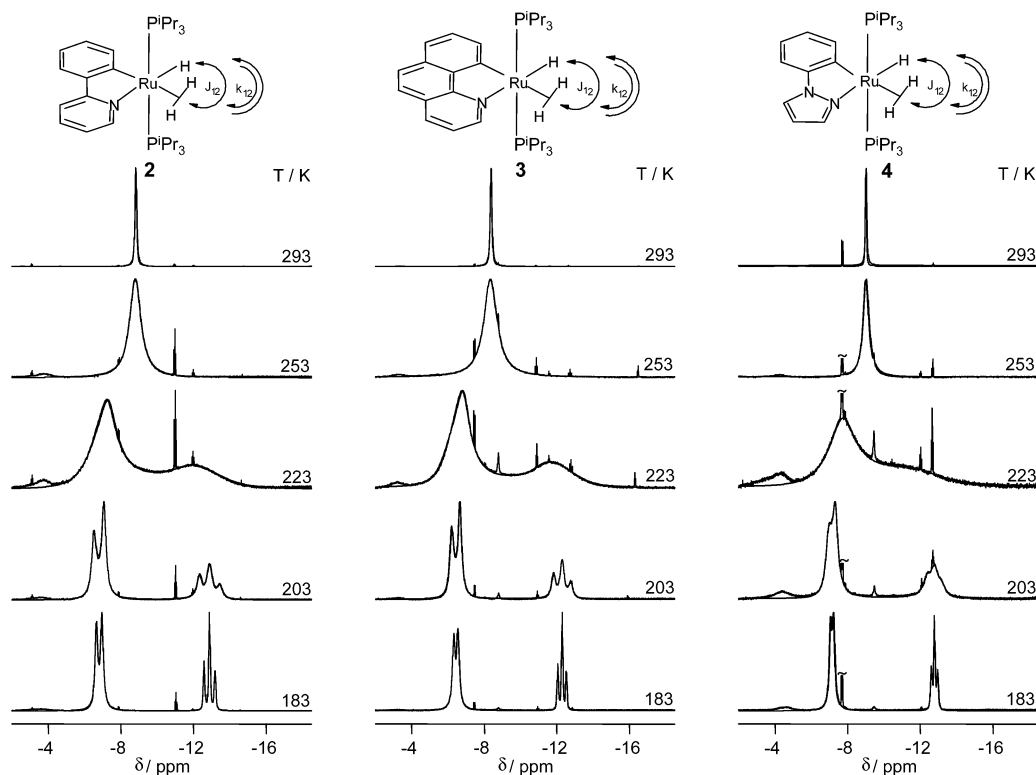 PiPr3
PiPr3
PiPr3
H
H
H
Ru
N
J12
k12
H
H
H
Ru
N
J12
k12
H
H
H
Ru
N
N
J12
k12
PiPr3
PiPr3
PiPr3
2
T / K
3
T / K
4
T / K
293
293
293
253
253
~
253
223
223
~
223
203
203
~
203
183
183
~
183
-4 -8 -12 -16
-4 -8 -12 -16
-4 -8 -12 -16
δ / ppm
δ / ppm
δ / ppm